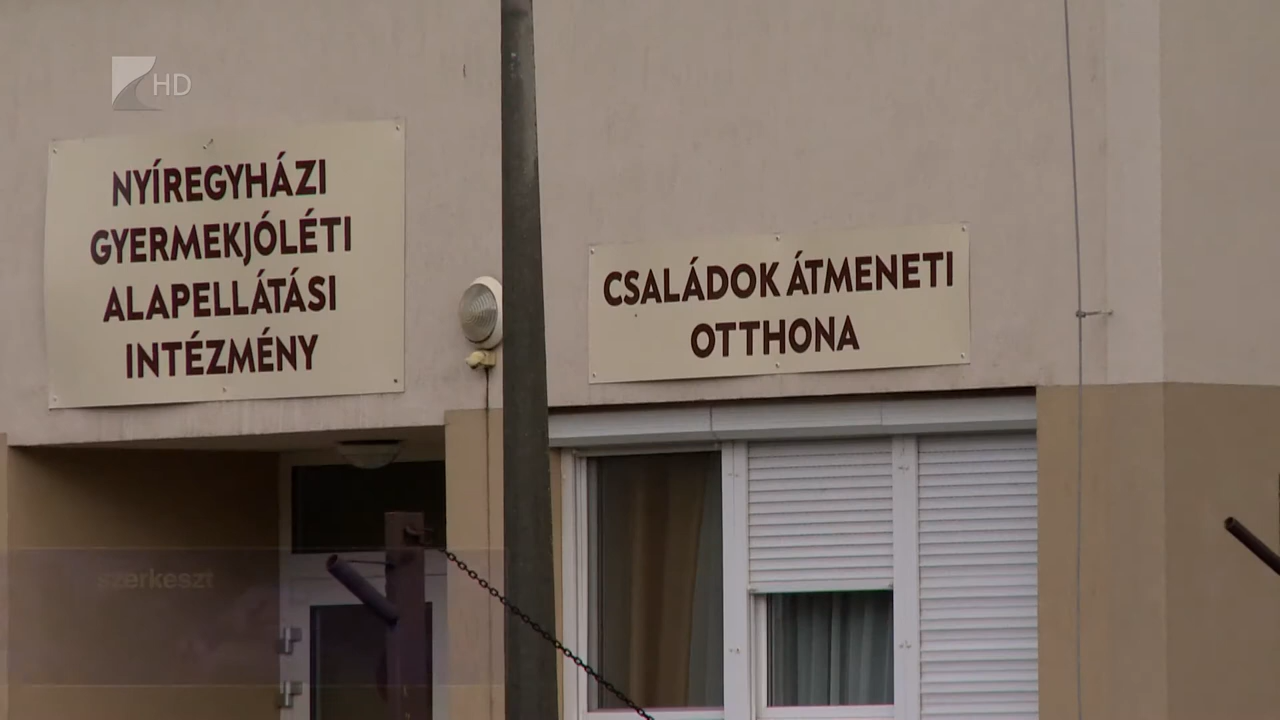 HD
NYÍREGYHÁZI
GYERMEKJÓLÉTI
ALAPELLÁTÁSI
INTÉZMÉNY
CSALÁDOK ÁTMENETI
OTTHONA
szerkeszt